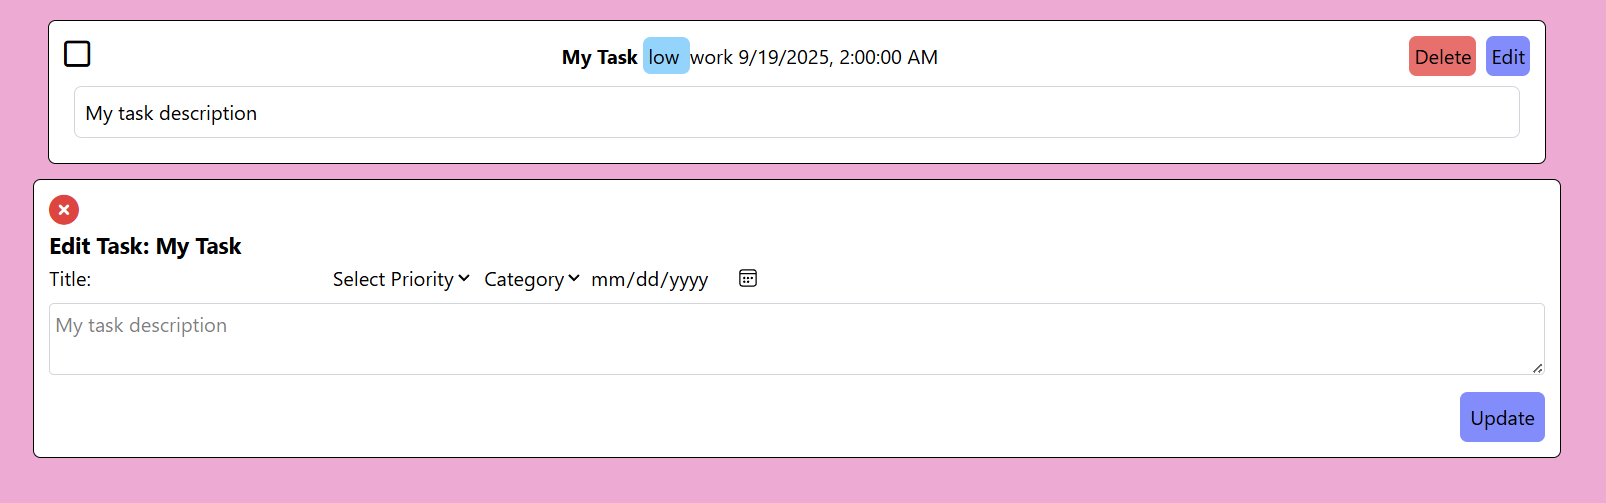 My Task low work 9/19/2025, 2:00:00 AM Delete Edit
My task description
Edit Task: My Task
Title: Select Priority Category mm/dd/yyyy
My task description
Update